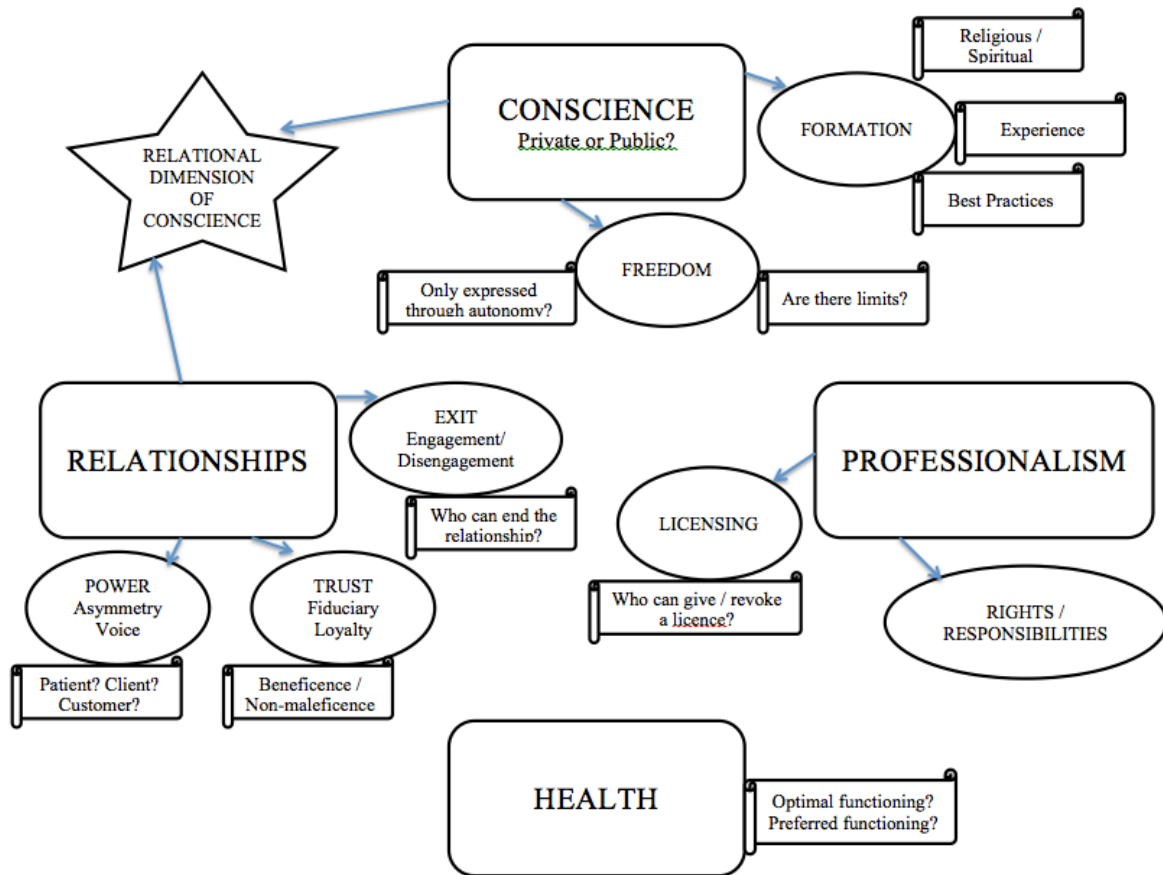 Religious /
Spiritual
CONSCIENCE
Private or Public?
FORMATION
Experience
Best Practices
RELATIONAL
DIMENSION
OF
CONSCIENCE
FREEDOM
Only expressed
through autonomy?
Are there limits?
RELATIONSHIPS
EXIT
Engagement/
Disengagement
Who can end the
relationship?
POWER
Asymmetry
Voice
Patient? Client?
Customer?
TRUST
Fiduciary
Loyalty
Beneficence /
Non-maleficence
PROFESSIONALISM
LICENSING
Who can give / revoke
a licence?
RIGHTS /
RESPONSIBILITIES
HEALTH
Optimal functioning?
Preferred functioning?